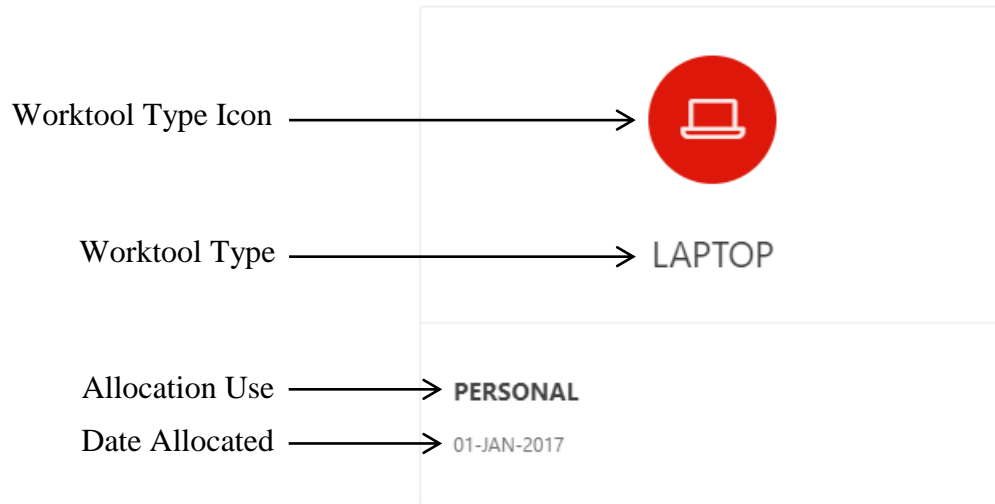 Worktool Type Icon
Worktool Type
LAPTOP
Allocation Use
PERSONAL
Date Allocated
01-JAN-2017